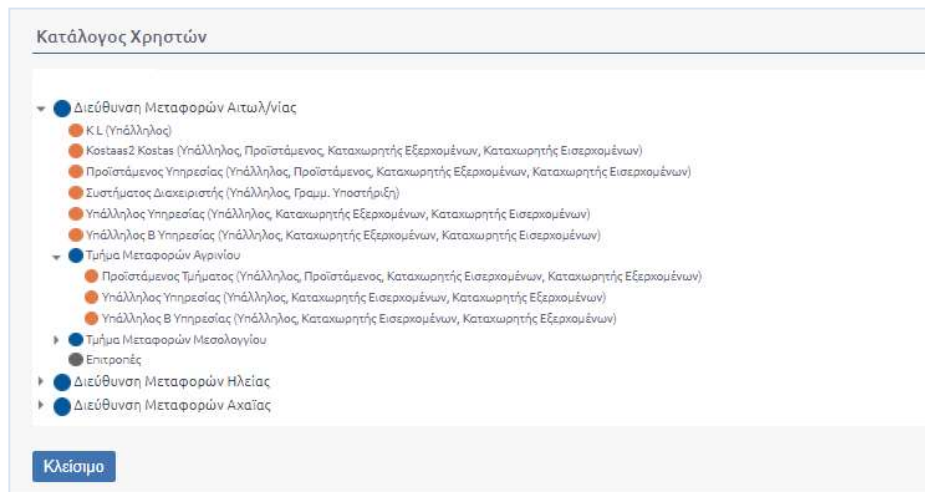 Κατάλογος Χρηστών
Διεύθυνση Μεταφορών Αιτωλ/νίας
K L (Υπάλληλος)
Kostaas2 Kostas (Υπάλληλος, Προϊστάμενος, Καταχωρητής Εξερχομένων, Καταχωρητής Εισερχομένων)
Προϊστάμενος Υπηρεσίας (Υπάλληλος, Προϊστάμενος, Καταχωρητής Εξερχομένων, Καταχωρητής Εισερχομένων)
Συστήματος Διαχειριστής (Υπάλληλος, Γραμμ. Υποστήριξη)
Υπάλληλος Υπηρεσίας (Υπάλληλος, Καταχωρητής Εξερχομένων, Καταχωρητής Εισερχομένων)
Υπάλληλος Β Υπηρεσίας (Υπάλληλος, Καταχωρητής Εξερχομένων, Καταχωρητής Εισερχομένων)
Τμήμα Μεταφορών Αγρινίου
Προϊστάμενος Τμήματος (Υπάλληλος, Προϊστάμενος, Καταχωρητής Εισερχομένων, Καταχωρητής Εξερχομένων)
Υπάλληλος Υπηρεσίας (Υπάλληλος, Καταχωρητής Εισερχομένων, Καταχωρητής Εξερχομένων)
Υπάλληλος Β Υπηρεσίας (Υπάλληλος, Καταχωρητής Εισερχομένων, Καταχωρητής Εξερχομένων)
Τμήμα Μεταφορών Μεσολογγίου
Επιτροπές
Διεύθυνση Μεταφορών Ηλείας
Διεύθυνση Μεταφορών Αχαΐας
Κλείσιμο